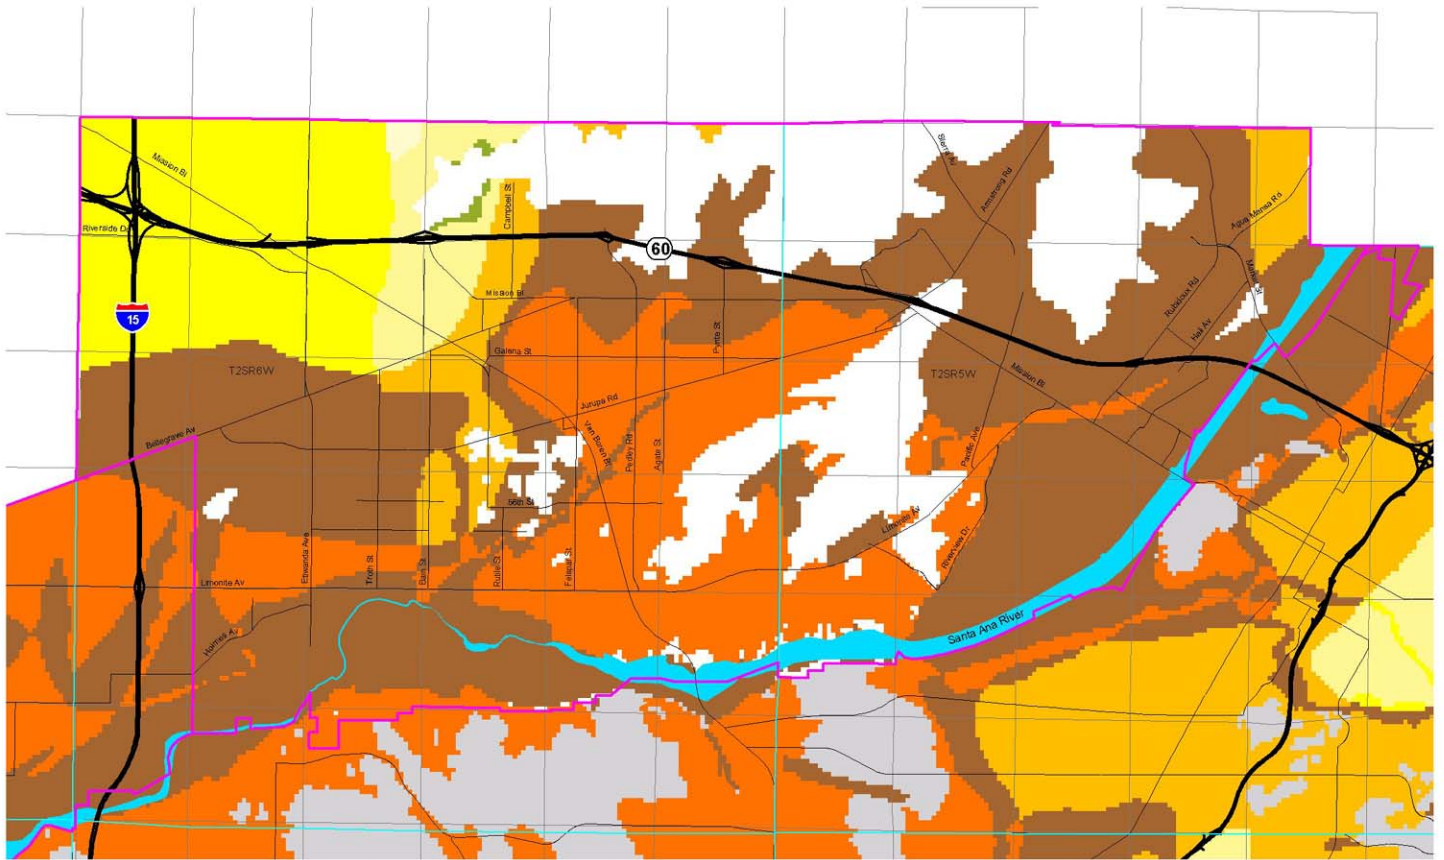 Mission Bl
Sierra Av
Armstrong Rd
Campbell St
Agua Mansa Rd
Riverside Dr
60
Market St
15
Mission Bl
Rubidoux Rd
Hall Av
Pyrite St
Galena St
T2SR6W
T2SR5W
Mission Bl
Jurupa Rd
Bellegrave Av
Van Buren Bl
Pedley Rd
Agate St
Pacific Ave
56th St
Limonite Av
Etiwanda Ave
Troth St
Bain St
Rutile St
Felspar St
Riverview Dr
Limonite Av
Holmes Av
Santa Ana River